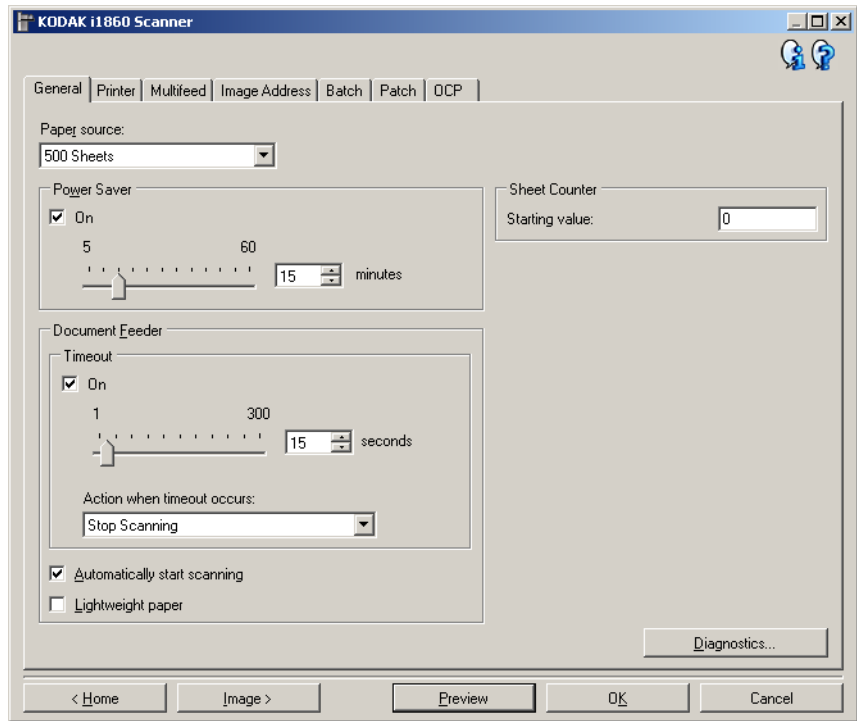 KODAK i1860 Scanner
General Printer Multifeed Image Address Batch Patch OCP
Paper source:
500 Sheets
Power Saver
On
5 60
15 minutes
Sheet Counter
Starting value: 0
Document Feeder
Timeout
On
1 300
15 seconds
Action when timeout occurs:
Stop Scanning
Automatically start scanning
Lightweight paper
Diagnostics...
< Home Image > Preview OK Cancel